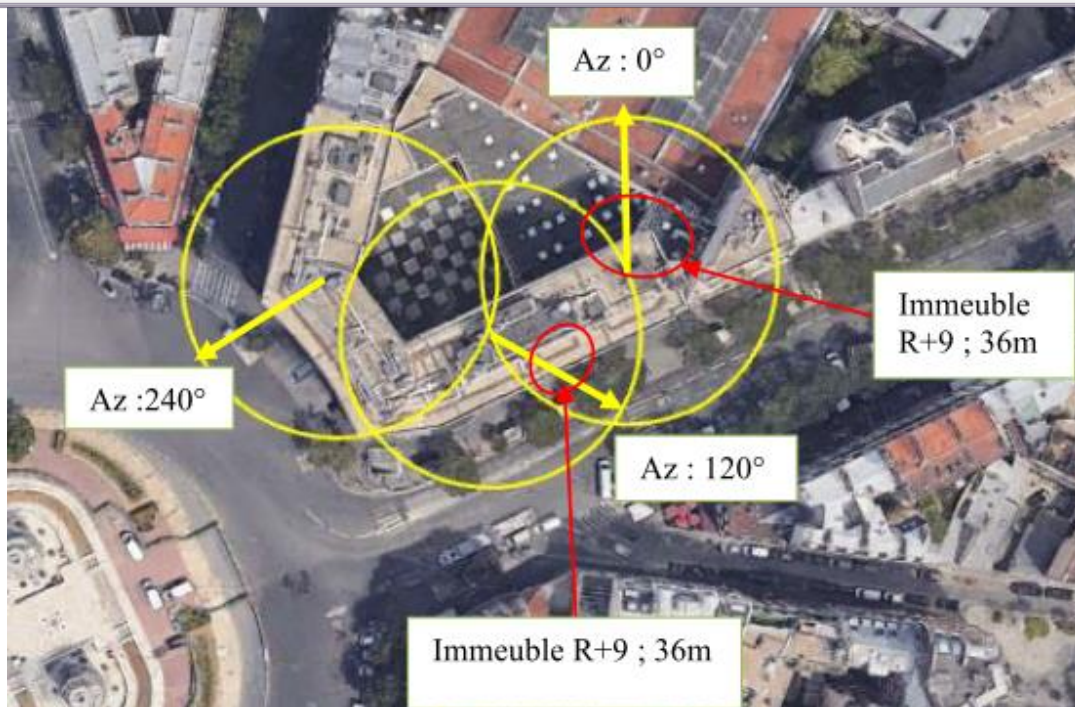 Az : 0°
Immeuble
R+9 ; 36m
Az :240°
Az : 120°
Immeuble R+9 ; 36m